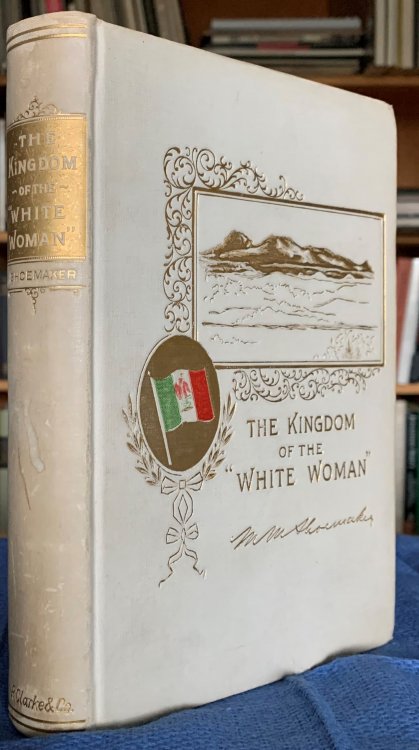 THE
KINGDOM
OF THE
"WHITE
WOMAN"
SHOEMAKER
R. Clarke & Co.
THE KINGDOM
OF THE
"WHITE WOMAN"
M M Shoemaker